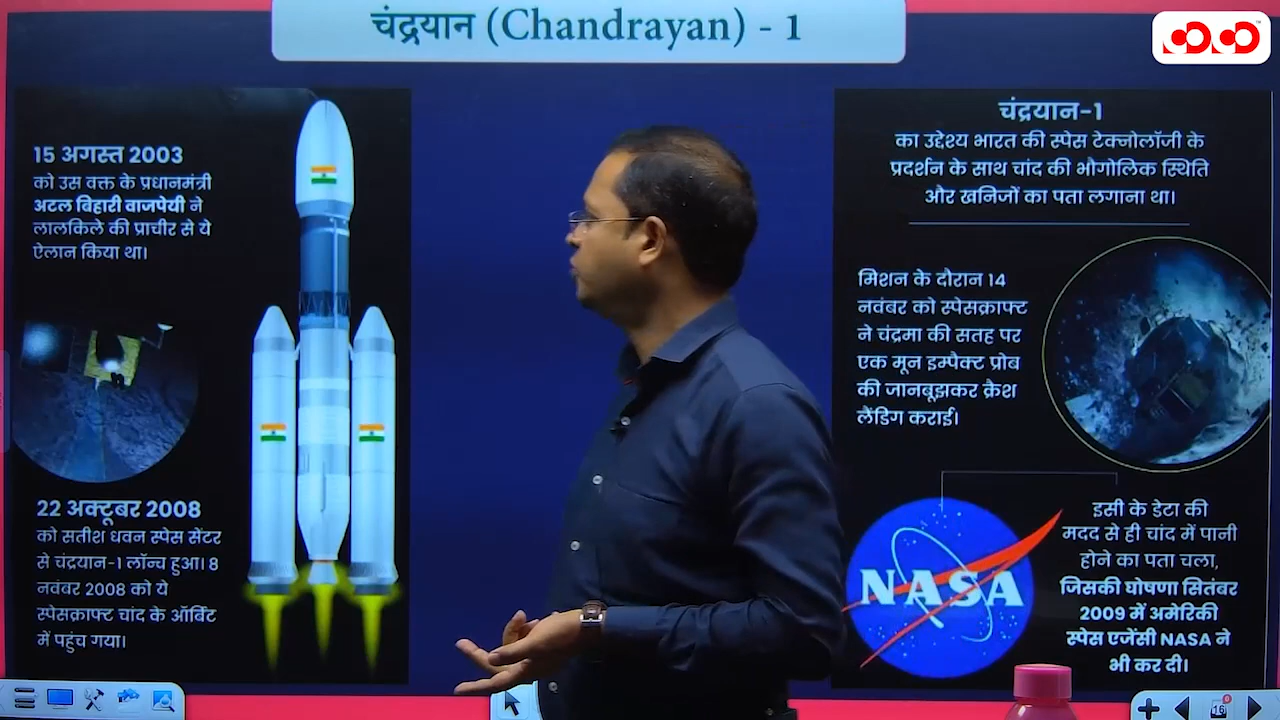 चंद्रयान (Chandrayan) - 1
15 अगस्त 2003
को उस वक्त के प्रधानमंत्री
अटल बिहारी वाजपेयी ने
लालकिले की प्राचीर से ये
ऐलान किया था।
22 अक्टूबर 2008
को सतीश धवन स्पेस सेंटर
से चंद्रयान-1 लॉन्च हुआ। 8
नवंबर 2008 को ये
स्पेसक्राफ्ट चांद के ऑर्बिट
में पहुंच गया।
चंद्रयान-1
का उद्देश्य भारत की स्पेस टेक्नोलॉजी के
प्रदर्शन के साथ चांद की भौगोलिक स्थिति
और खनिजों का पता लगाना था।
मिशन के दौरान 14
नवंबर को स्पेसक्राफ्ट
ने चंद्रमा की सतह पर
एक मून इम्पैक्ट प्रोब
की जानबूझकर क्रैश
लैंडिग कराई।
NASA
इसी के डेटा की
मदद से ही चांद में पानी
होने का पता चला,
जिसकी घोषणा सितंबर
2009 में अमेरिकी
स्पेस एजेंसी NASA ने
भी कर दी।
16